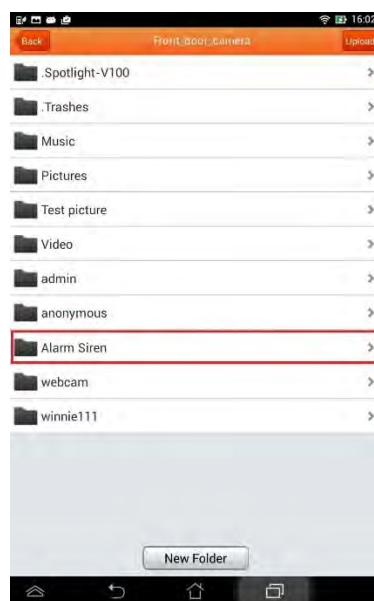 16:02
Back Front_door_camera Upload
.Spotlight-V100
.Trashes
Music
Pictures
Test picture
Video
admin
anonymous
Alarm Siren
webcam
winnie111
New Folder